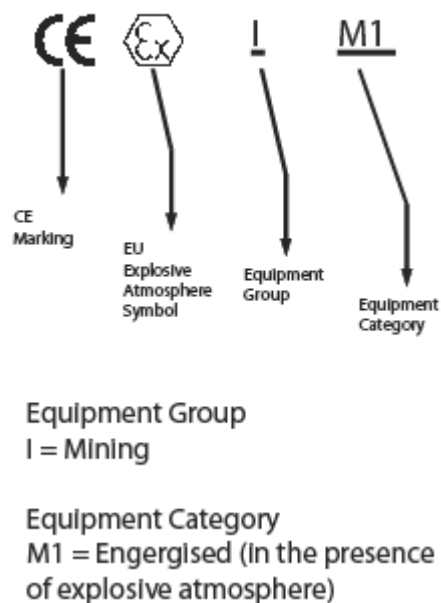 CE Ex I M1
CE
Marking
EU
Explosive
Atmosphere
Symbol
Equipment
Group
Equipment
Category
Equipment Group
I = Mining
Equipment Category
M1 = Engergised (in the presence
of explosive atmosphere)